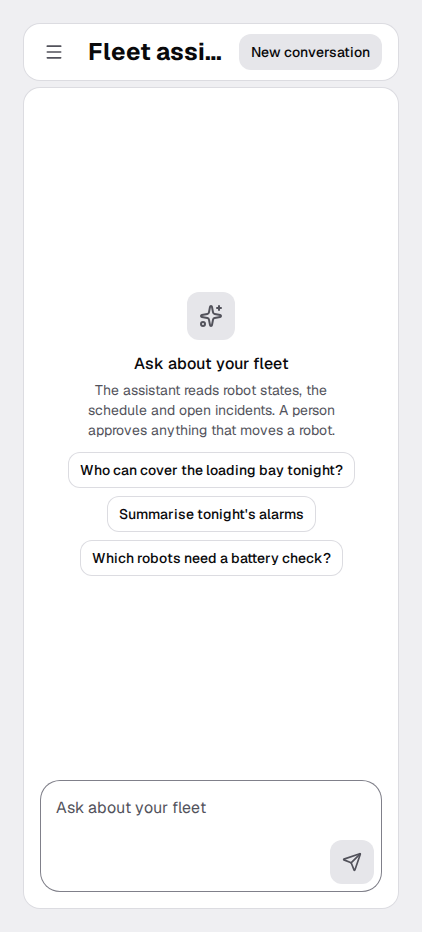 Fleet assi...
New conversation
Ask about your fleet
The assistant reads robot states, the
schedule and open incidents. A person
approves anything that moves a robot.
Who can cover the loading bay tonight?
Summarise tonight's alarms
Which robots need a battery check?
Ask about your fleet